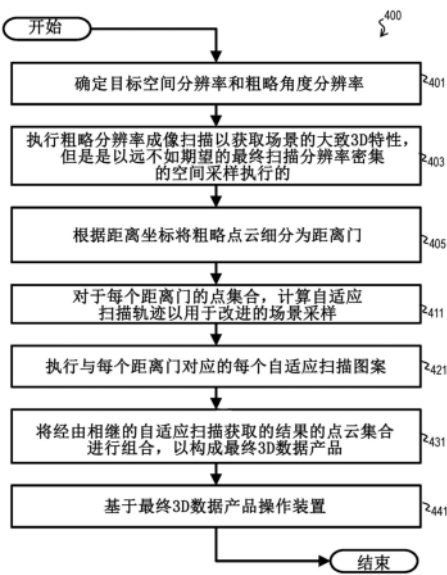 开始
400
确定目标空间分辨率和粗略角度分辨率
401
执行粗略分辨率成像扫描以获取场景的大致3D特性，
但是是以远不如期望的最终扫描分辨率密集
的空间采样执行的
403
根据距离坐标将粗略点云细分为距离门
405
对于每个距离门的点集合，计算自适应
扫描轨迹以用于改进的场景采样
411
执行与每个距离门对应的每个自适应扫描图案
421
将经由相继的自适应扫描获取的结果的点云集合
进行组合，以构成最终3D数据产品
431
基于最终3D数据产品操作装置
441
结束